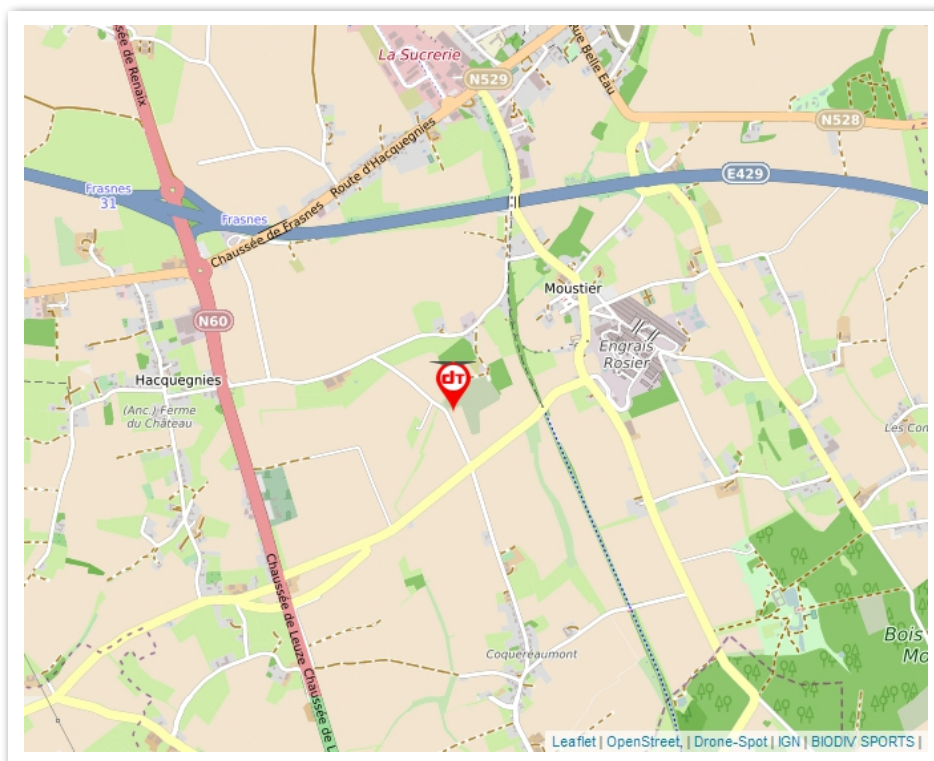 Chaussée de Renaix
La Sucrerie
N529
Rue Belle Eau
N528
Route d'Hacquegnies
E429
Frasnes
31
Frasnes
Chaussée de Frasnes
Moustier
N60
Engrais
Rosier
Hacquegnies
dT
(Anc.) Ferme
du Château
Les Con
Chaussée de Leuze
Chaussée de L
Bois
Mo
Coquereaumont
Leaflet | OpenStreet, | Drone-Spot | IGN | BIODIV SPORTS |